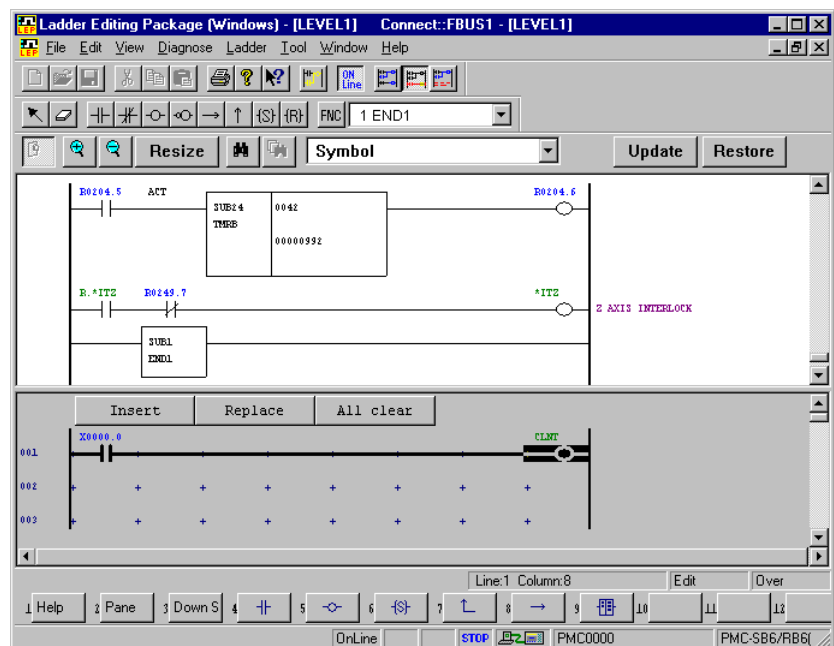 LEP Ladder Editing Package (Windows) - [LEVEL1] Connect::FBUS1 - [LEVEL1]
LEP File Edit View Diagnose Ladder Tool Window Help
ON Line
{S} {R} FNC 1 END1
Resize Symbol Update Restore
R0204.5 ACT R0204.6
SUB24 0042
TMRB
00000992
R.*ITZ R0249.7 *ITZ
Z AXIS INTERLOCK
SUB1
END1
Insert Replace All clear
X0000.0 CLNT
001
002
003
Line:1 Column:8 Edit Over
1 Help 2 Pane 3 Down S 4 5 6 {S} 7 8 9 10 11 12
OnLine STOP PMC0000 PMC-SB6/RB6(